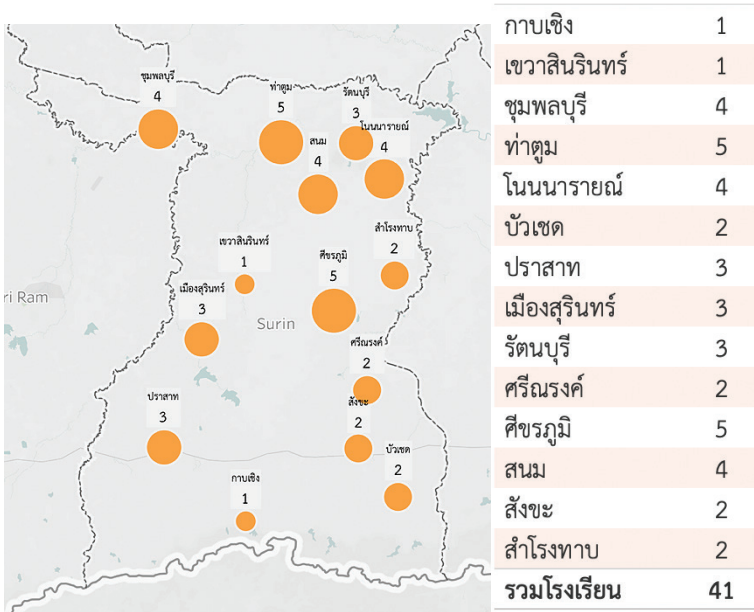 ชุมพลบุรี
4
ท่าตูม
5
รัตนบุรี
3
โนนนารายณ์
4
สนม
4
สำโรงทาบ
2
เขวาสินรินทร์
1
ศีขรภูมิ
5
เมืองสุรินทร์
3
ri Ram
Surin
ศรีณรงค์
2
ปราสาท
3
สังขะ
2
บัวเชด
2
กาบเชิง
1
กาบเชิง 1
เขวาสินรินทร์ 1
ชุมพลบุรี 4
ท่าตูม 5
โนนนารายณ์ 4
บัวเชด 2
ปราสาท 3
เมืองสุรินทร์ 3
รัตนบุรี 3
ศรีณรงค์ 2
ศีขรภูมิ 5
สนม 4
สังขะ 2
สำโรงทาบ 2
รวมโรงเรียน 41